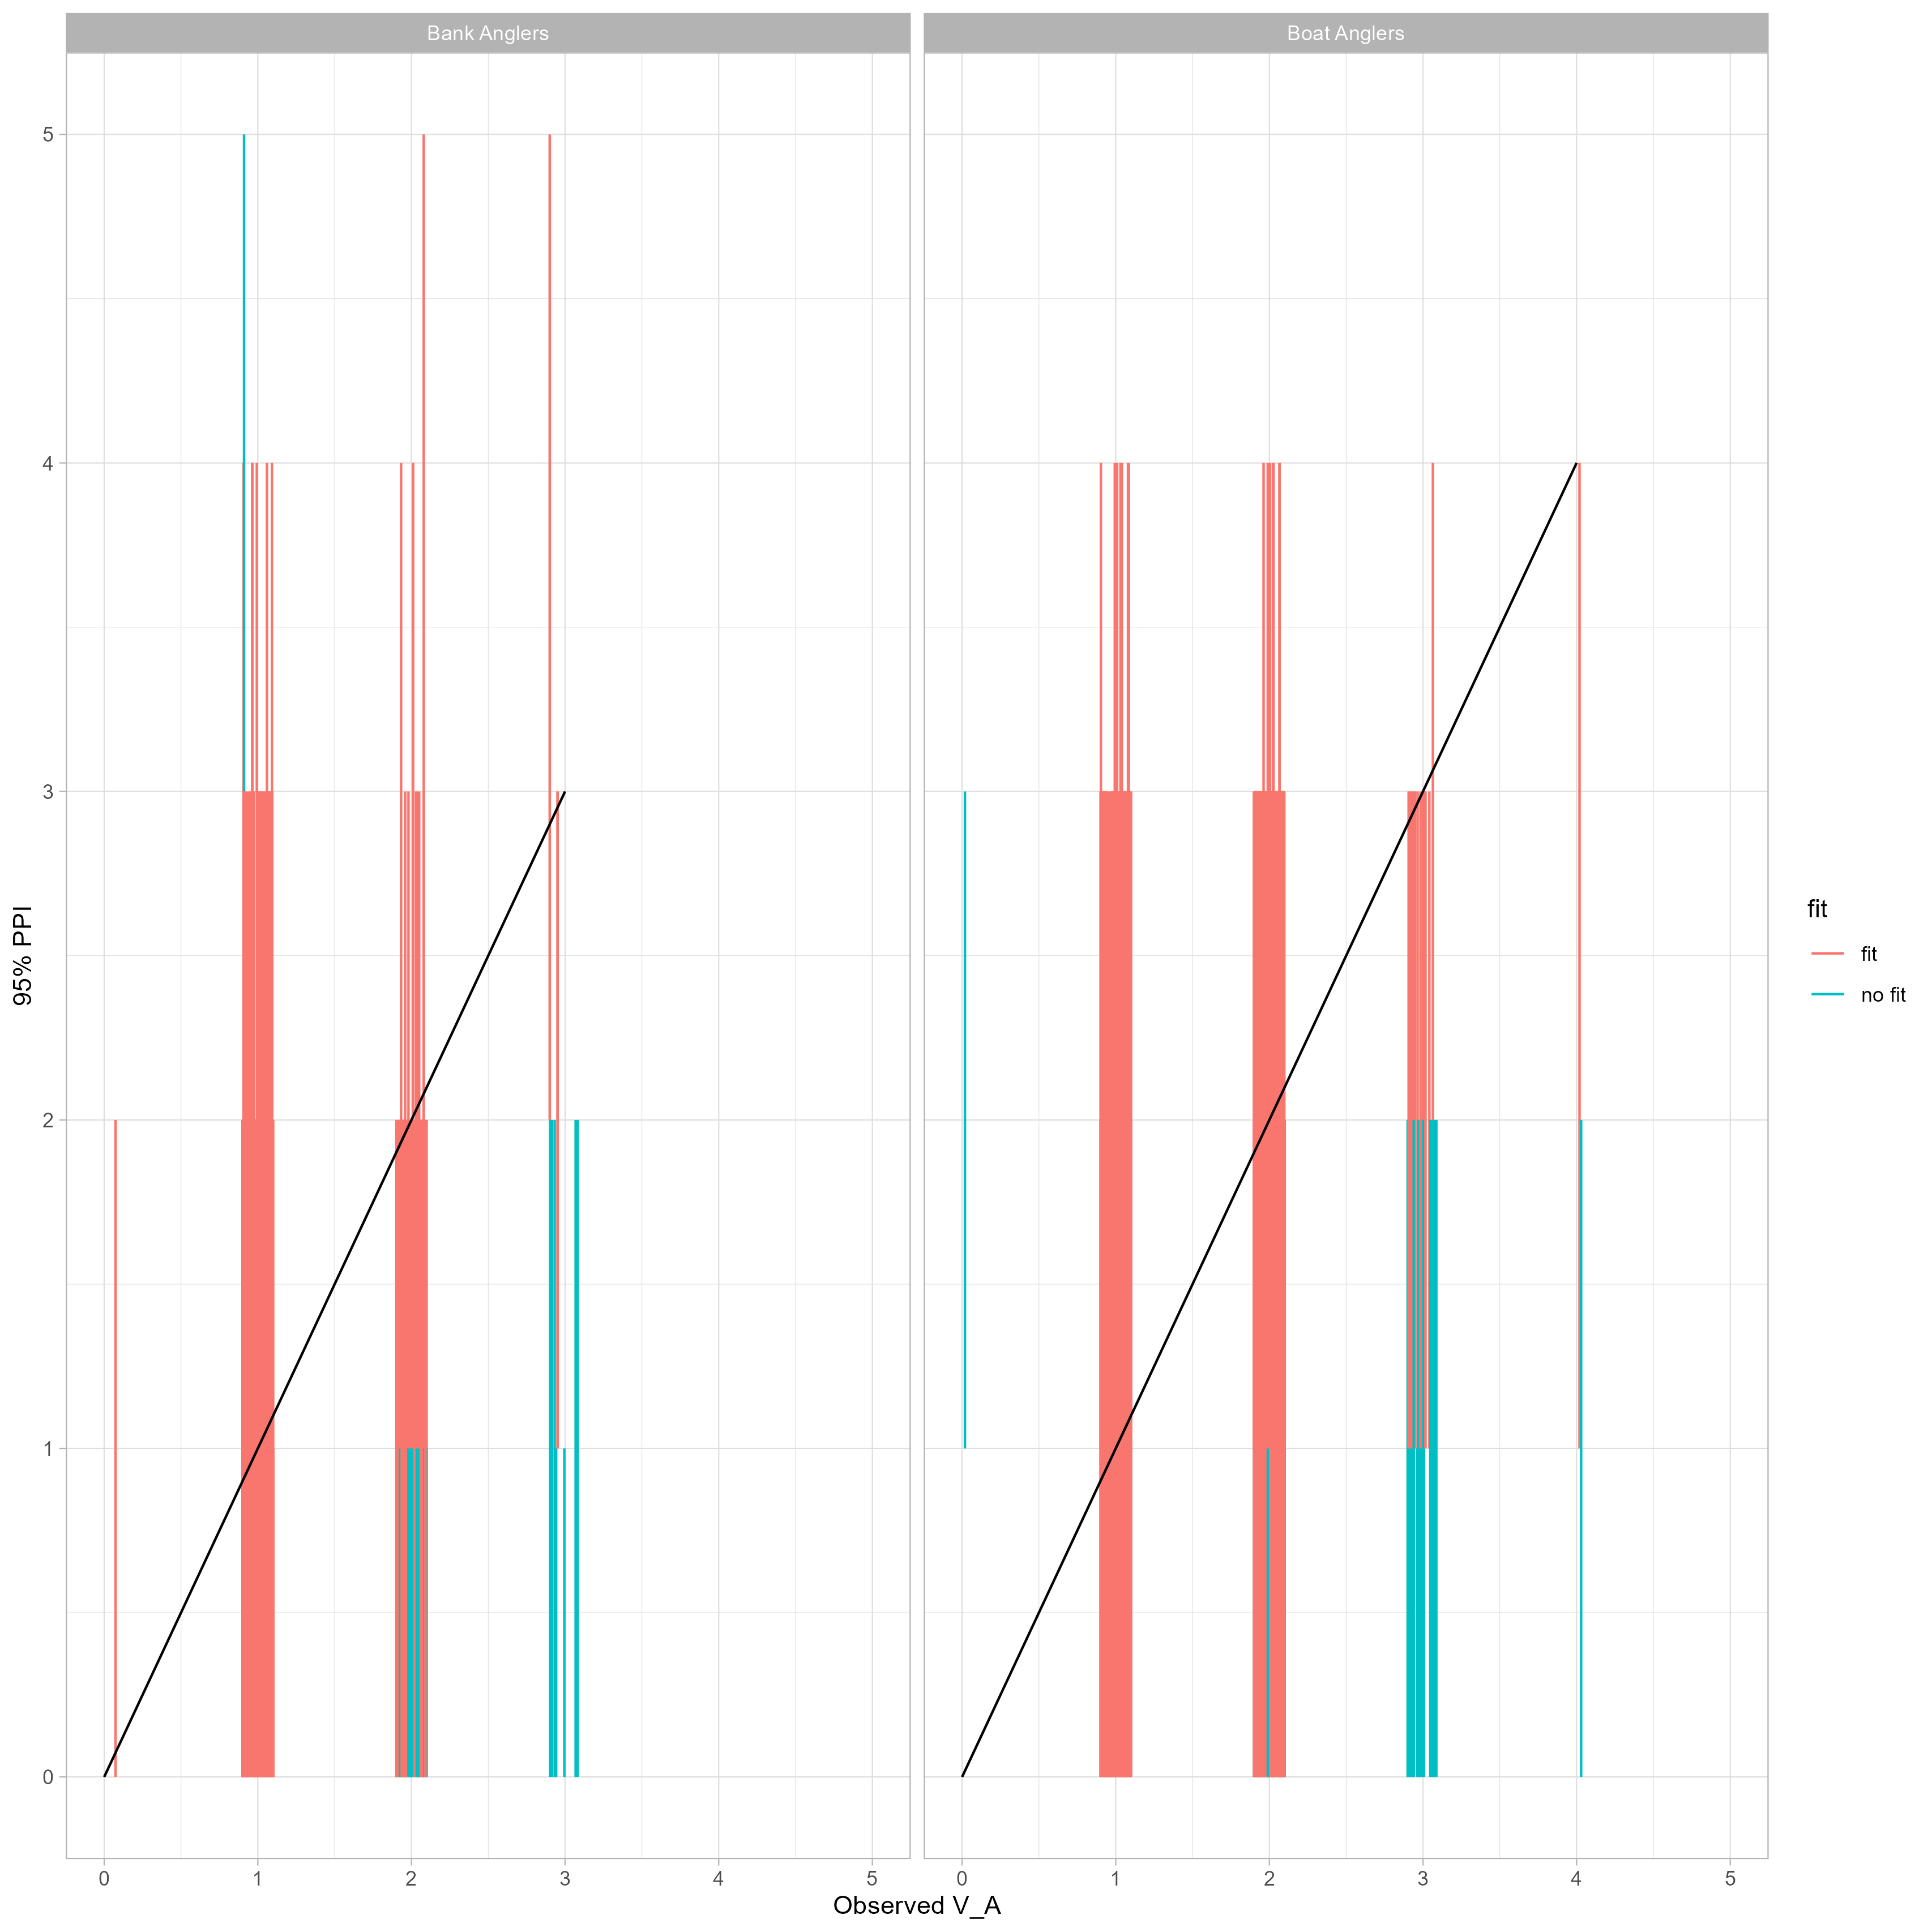 Bank Anglers Boat Anglers
5
4
3
2
1
0
95% PPI
0 1 2 3 4 5 0 1 2 3 4 5
Observed V_A
fit
fit
no fit